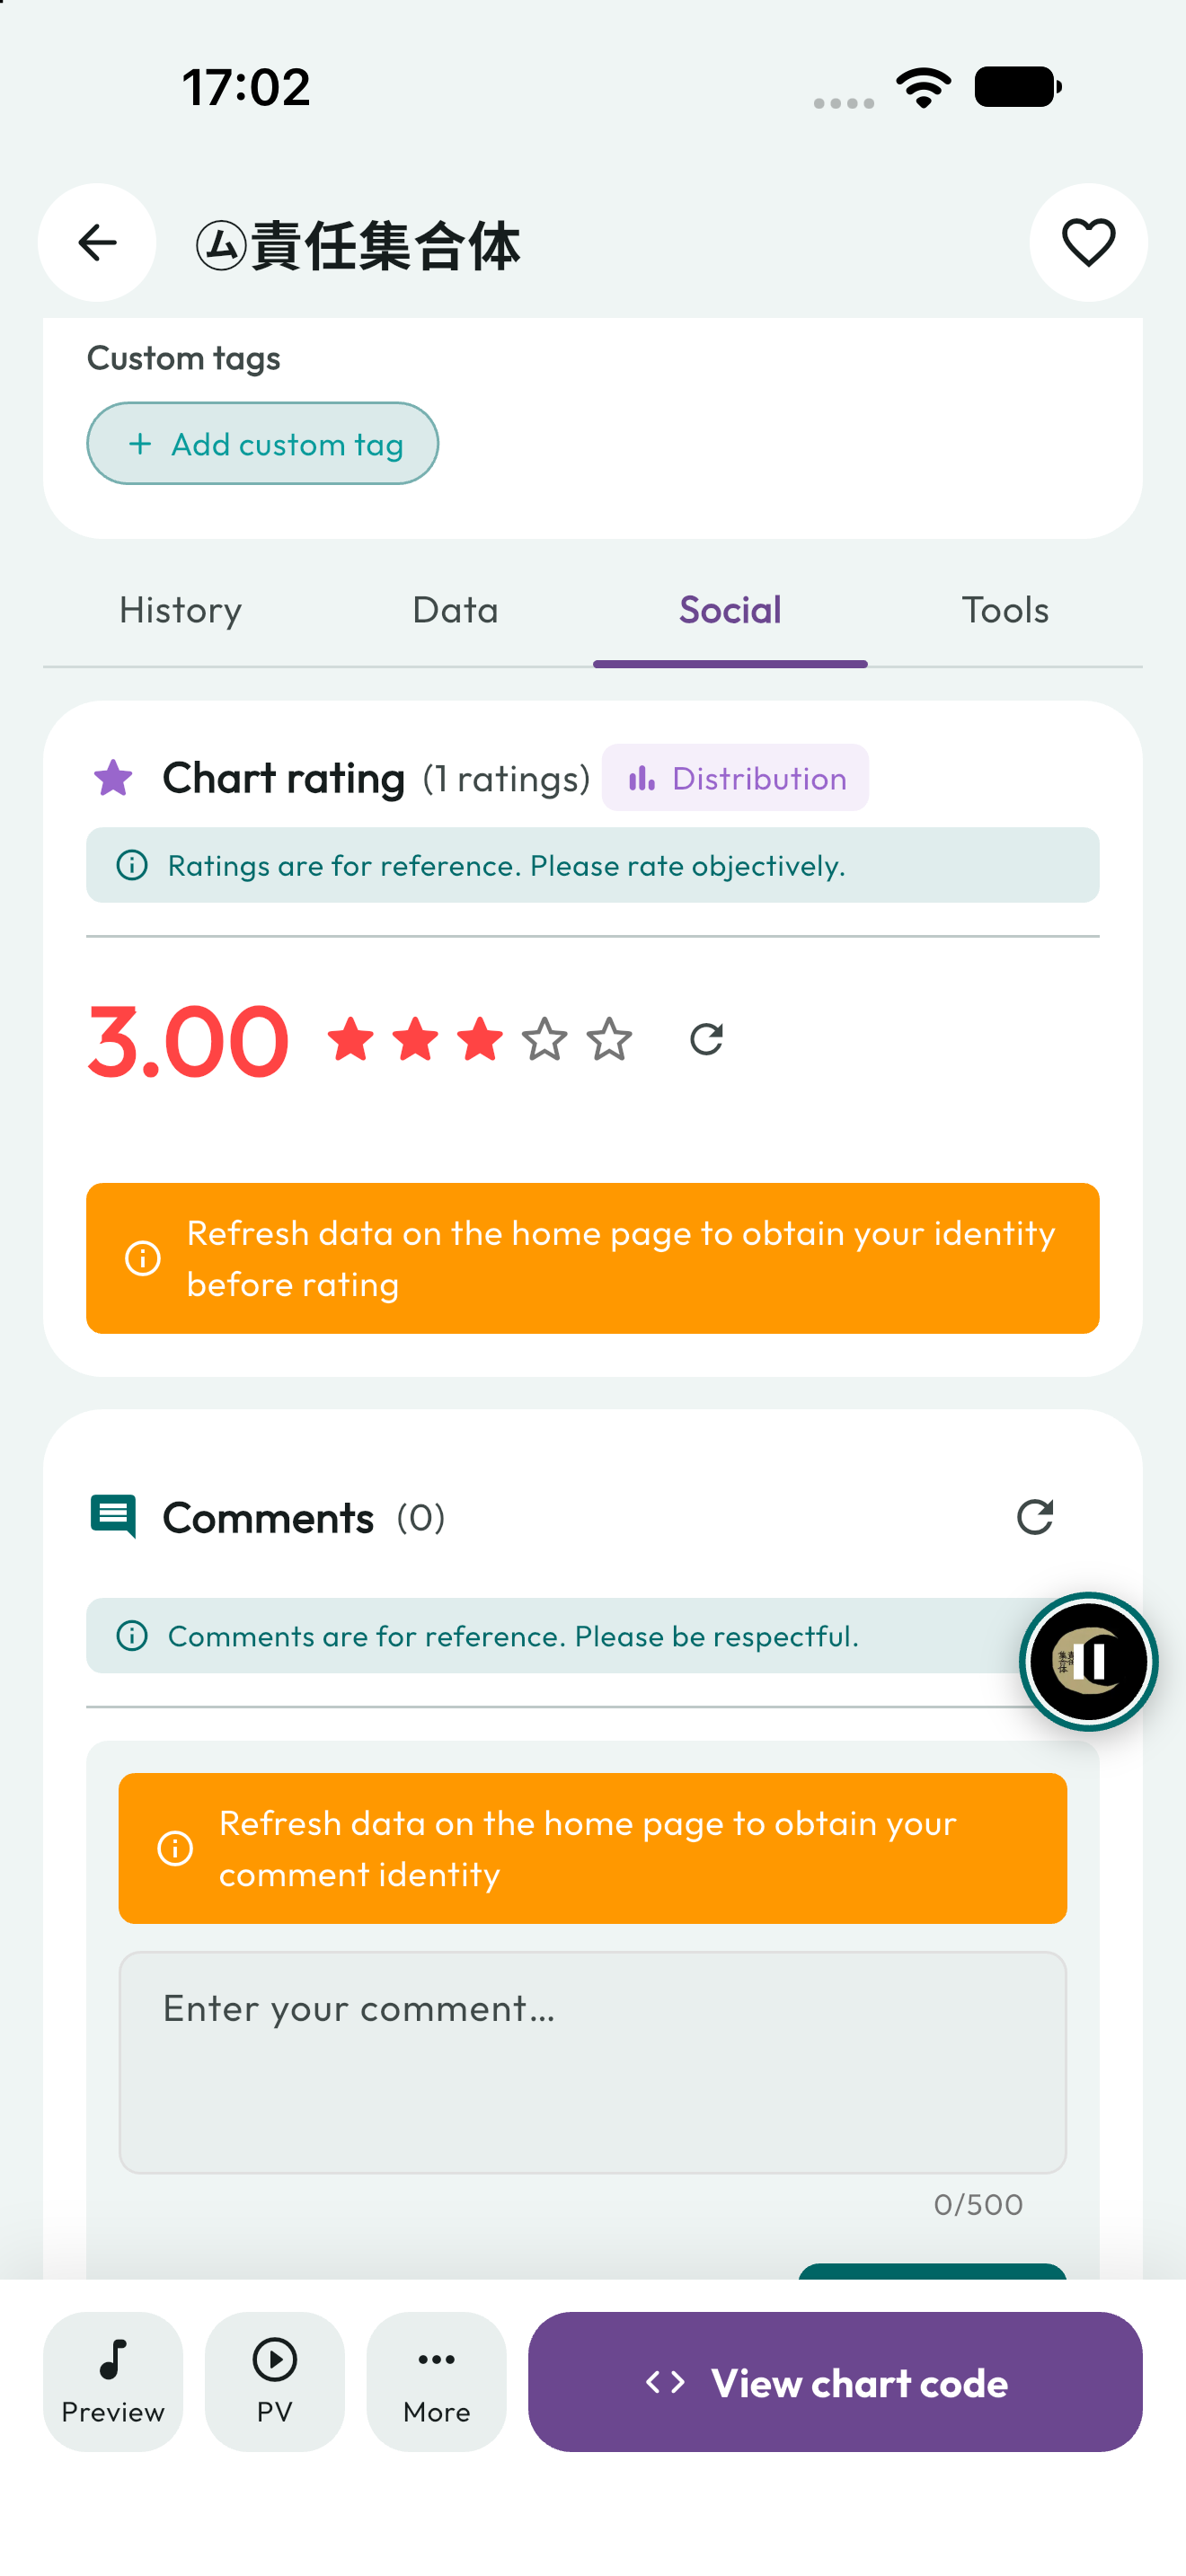 17:02
㋰責任集合体
Custom tags
+ Add custom tag
History Data Social Tools
Chart rating (1 ratings) Distribution
Ratings are for reference. Please rate objectively.
3.00
Refresh data on the home page to obtain your identity
before rating
Comments (0)
Comments are for reference. Please be respectful.
Refresh data on the home page to obtain your
comment identity
Enter your comment…
0/500
Preview PV More <> View chart code